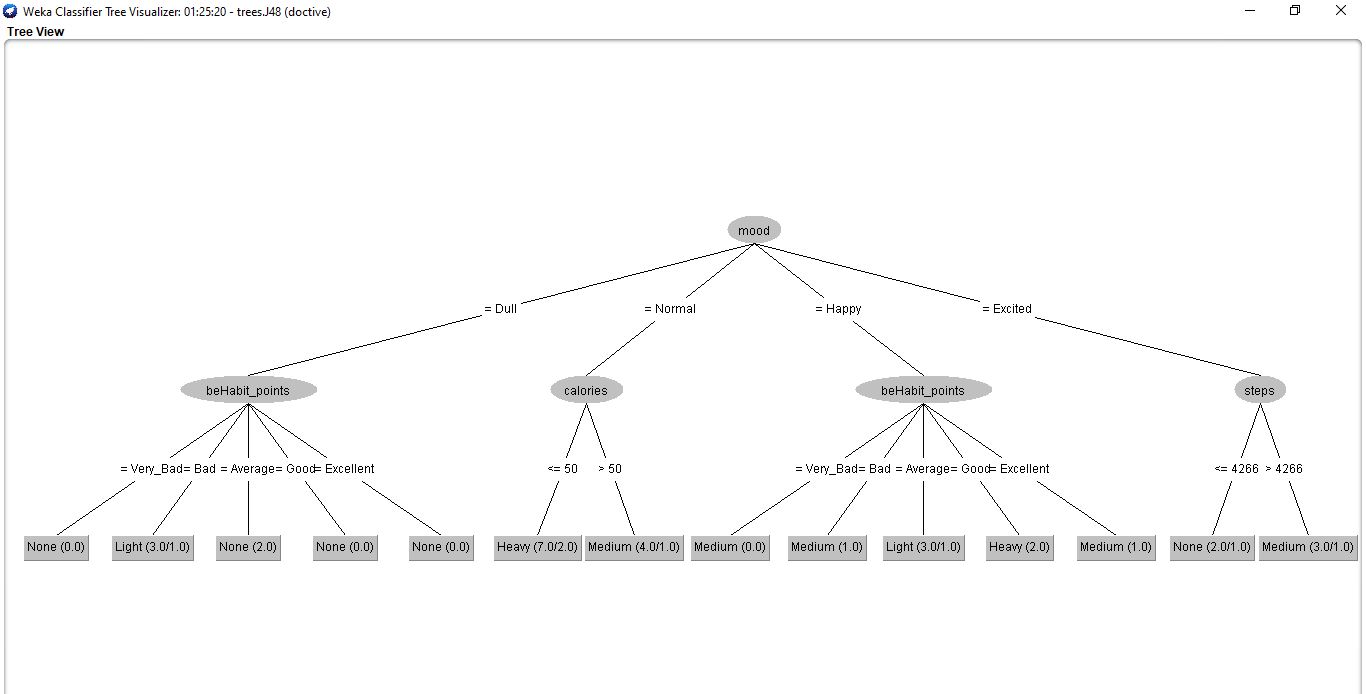 Weka Classifier Tree Visualizer: 01:25:20 - trees.J48 (doctive)
Tree View
mood
= Dull = Normal = Happy = Excited
beHabit_points calories beHabit_points steps
= Very_Bad = Bad = Average = Good = Excellent <= 50 > 50 = Very_Bad = Bad = Average = Good = Excellent <= 4266 > 4266
None (0.0) Light (3.0/1.0) None (2.0) None (0.0) None (0.0) Heavy (7.0/2.0) Medium (4.0/1.0) Medium (0.0) Medium (1.0) Light (3.0/1.0) Heavy (2.0) Medium (1.0) None (2.0/1.0) Medium (3.0/1.0)